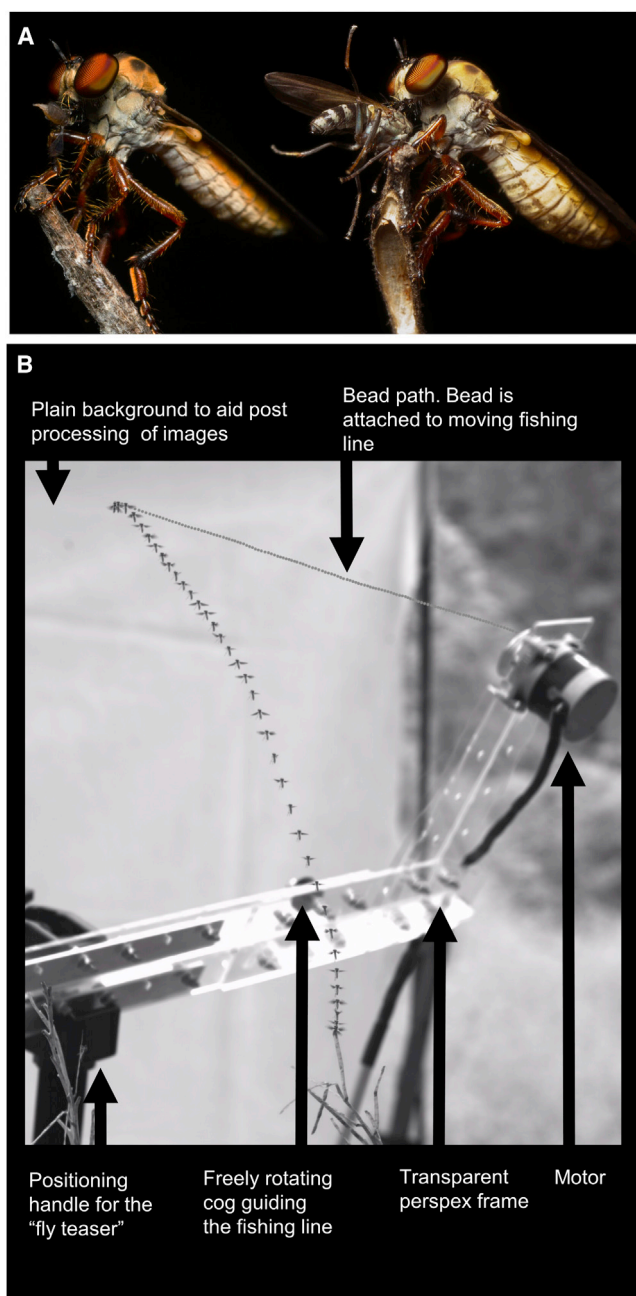 A
B
Plain background to aid post
processing of images
Bead path. Bead is
attached to moving fishing
line
Positioning
handle for the
“fly teaser”
Freely rotating
cog guiding
the fishing line
Transparent
perspex frame
Motor